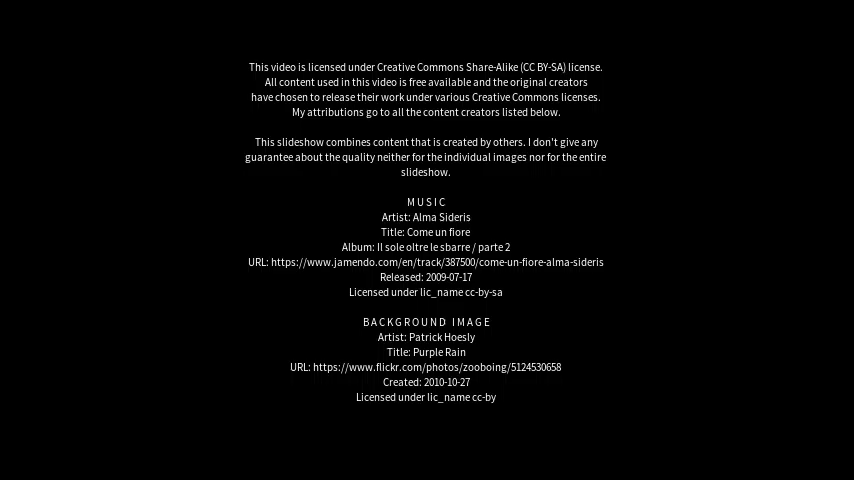 This video is licensed under Creative Commons Share-Alike (CC BY-SA) license.
All content used in this video is free available and the original creators
have chosen to release their work under various Creative Commons licenses.
My attributions go to all the content creators listed below.
This slideshow combines content that is created by others. I don't give any
guarantee about the quality neither for the individual images nor for the entire
slideshow.
MUSIC
Artist: Alma Sideris
Title: Come un fiore
Album: Il sole oltre le sbarre / parte 2
URL: https://www.jamendo.com/en/track/387500/come-un-fiore-alma-sideris
Released: 2009-07-17
Licensed under lic_name cc-by-sa
BACKGROUND IMAGE
Artist: Patrick Hoesly
Title: Purple Rain
URL: https://www.flickr.com/photos/zooboing/5124530658
Created: 2010-10-27
Licensed under lic_name cc-by